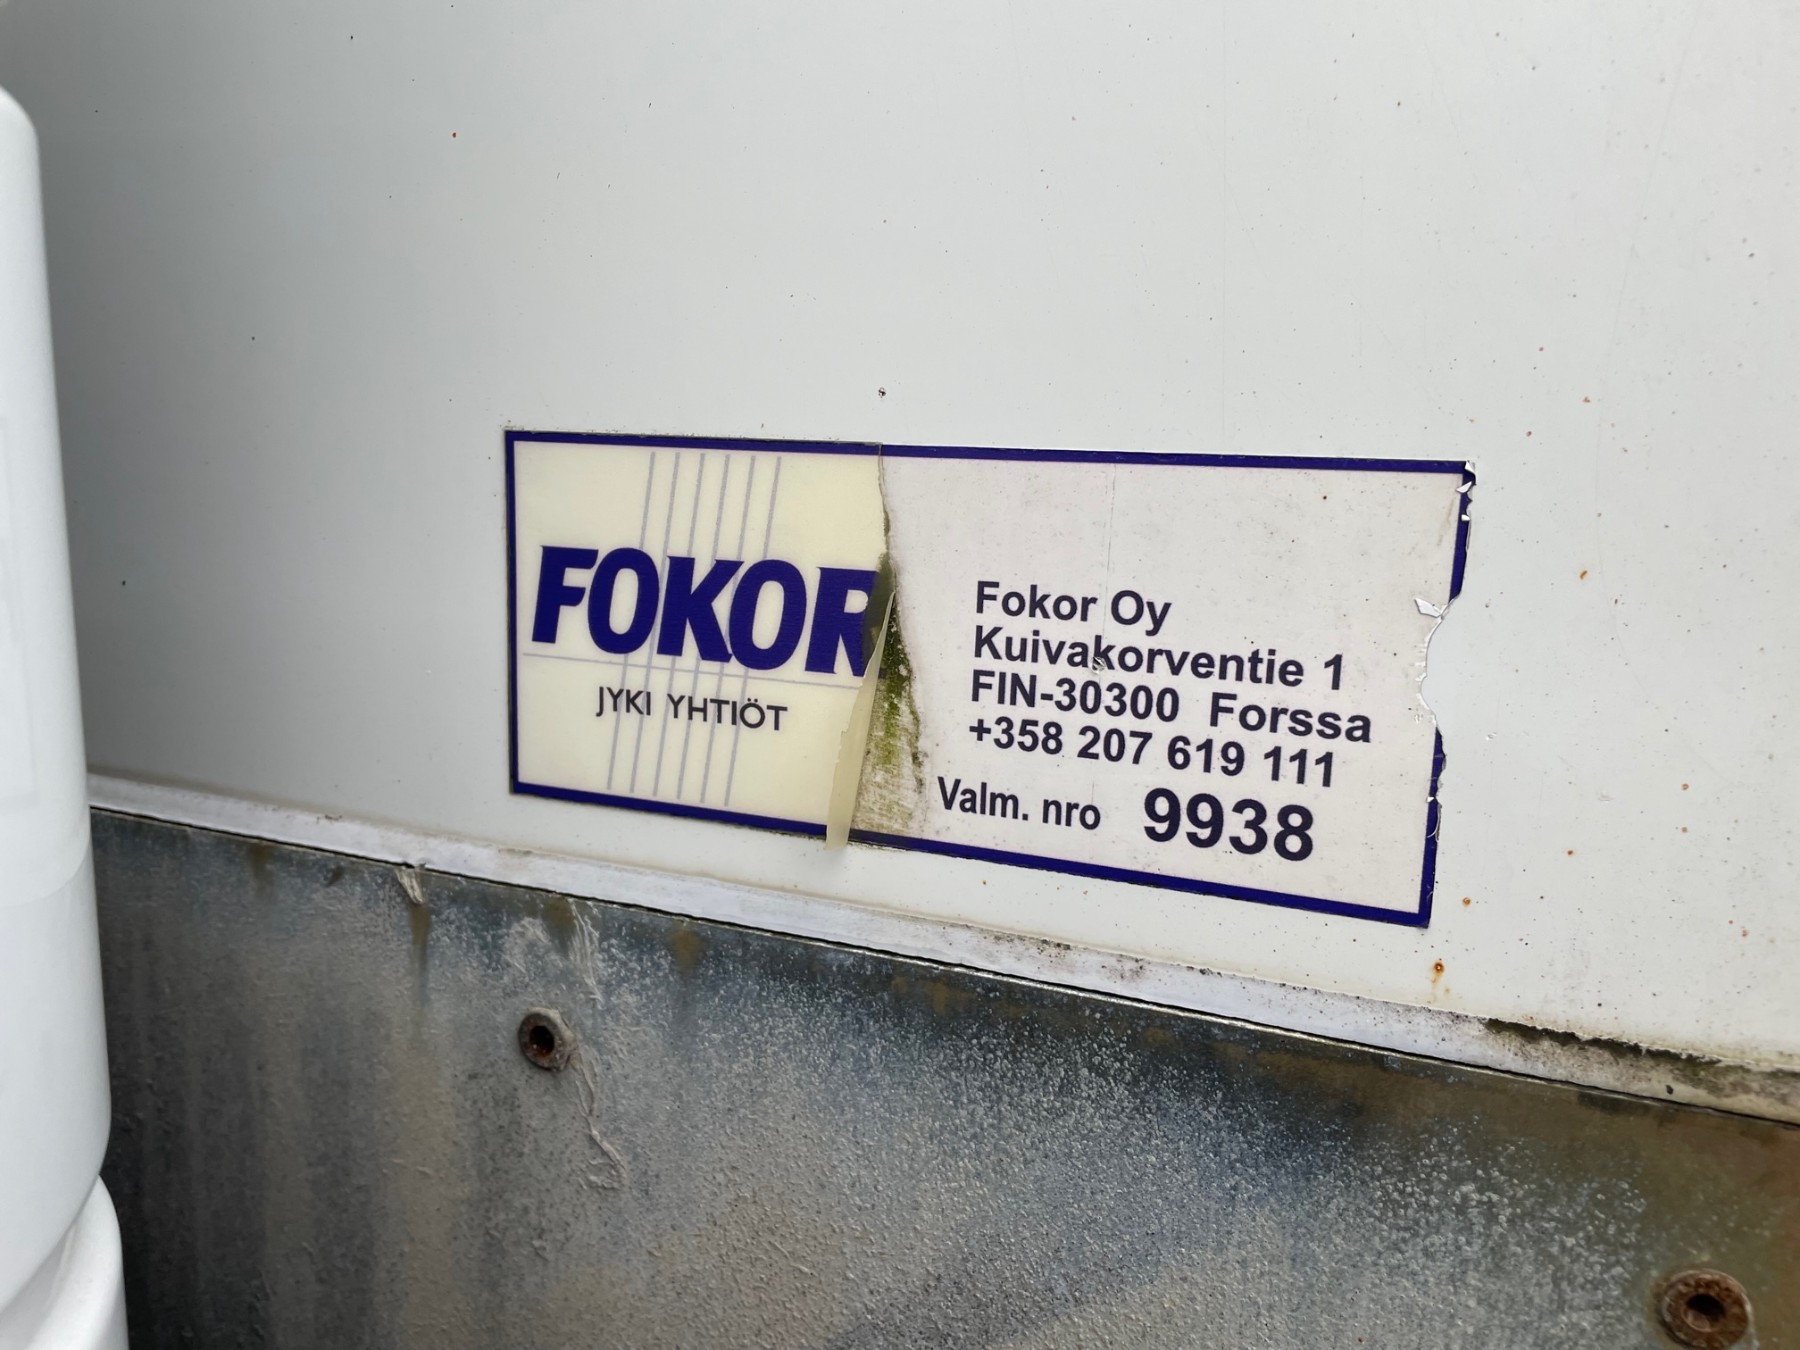 FOKOR
JYKI YHTIÖT
Fokor Oy
Kuivakorventie 1
FIN-30300 Forssa
+358 207 619 111
Valm. nro 9938